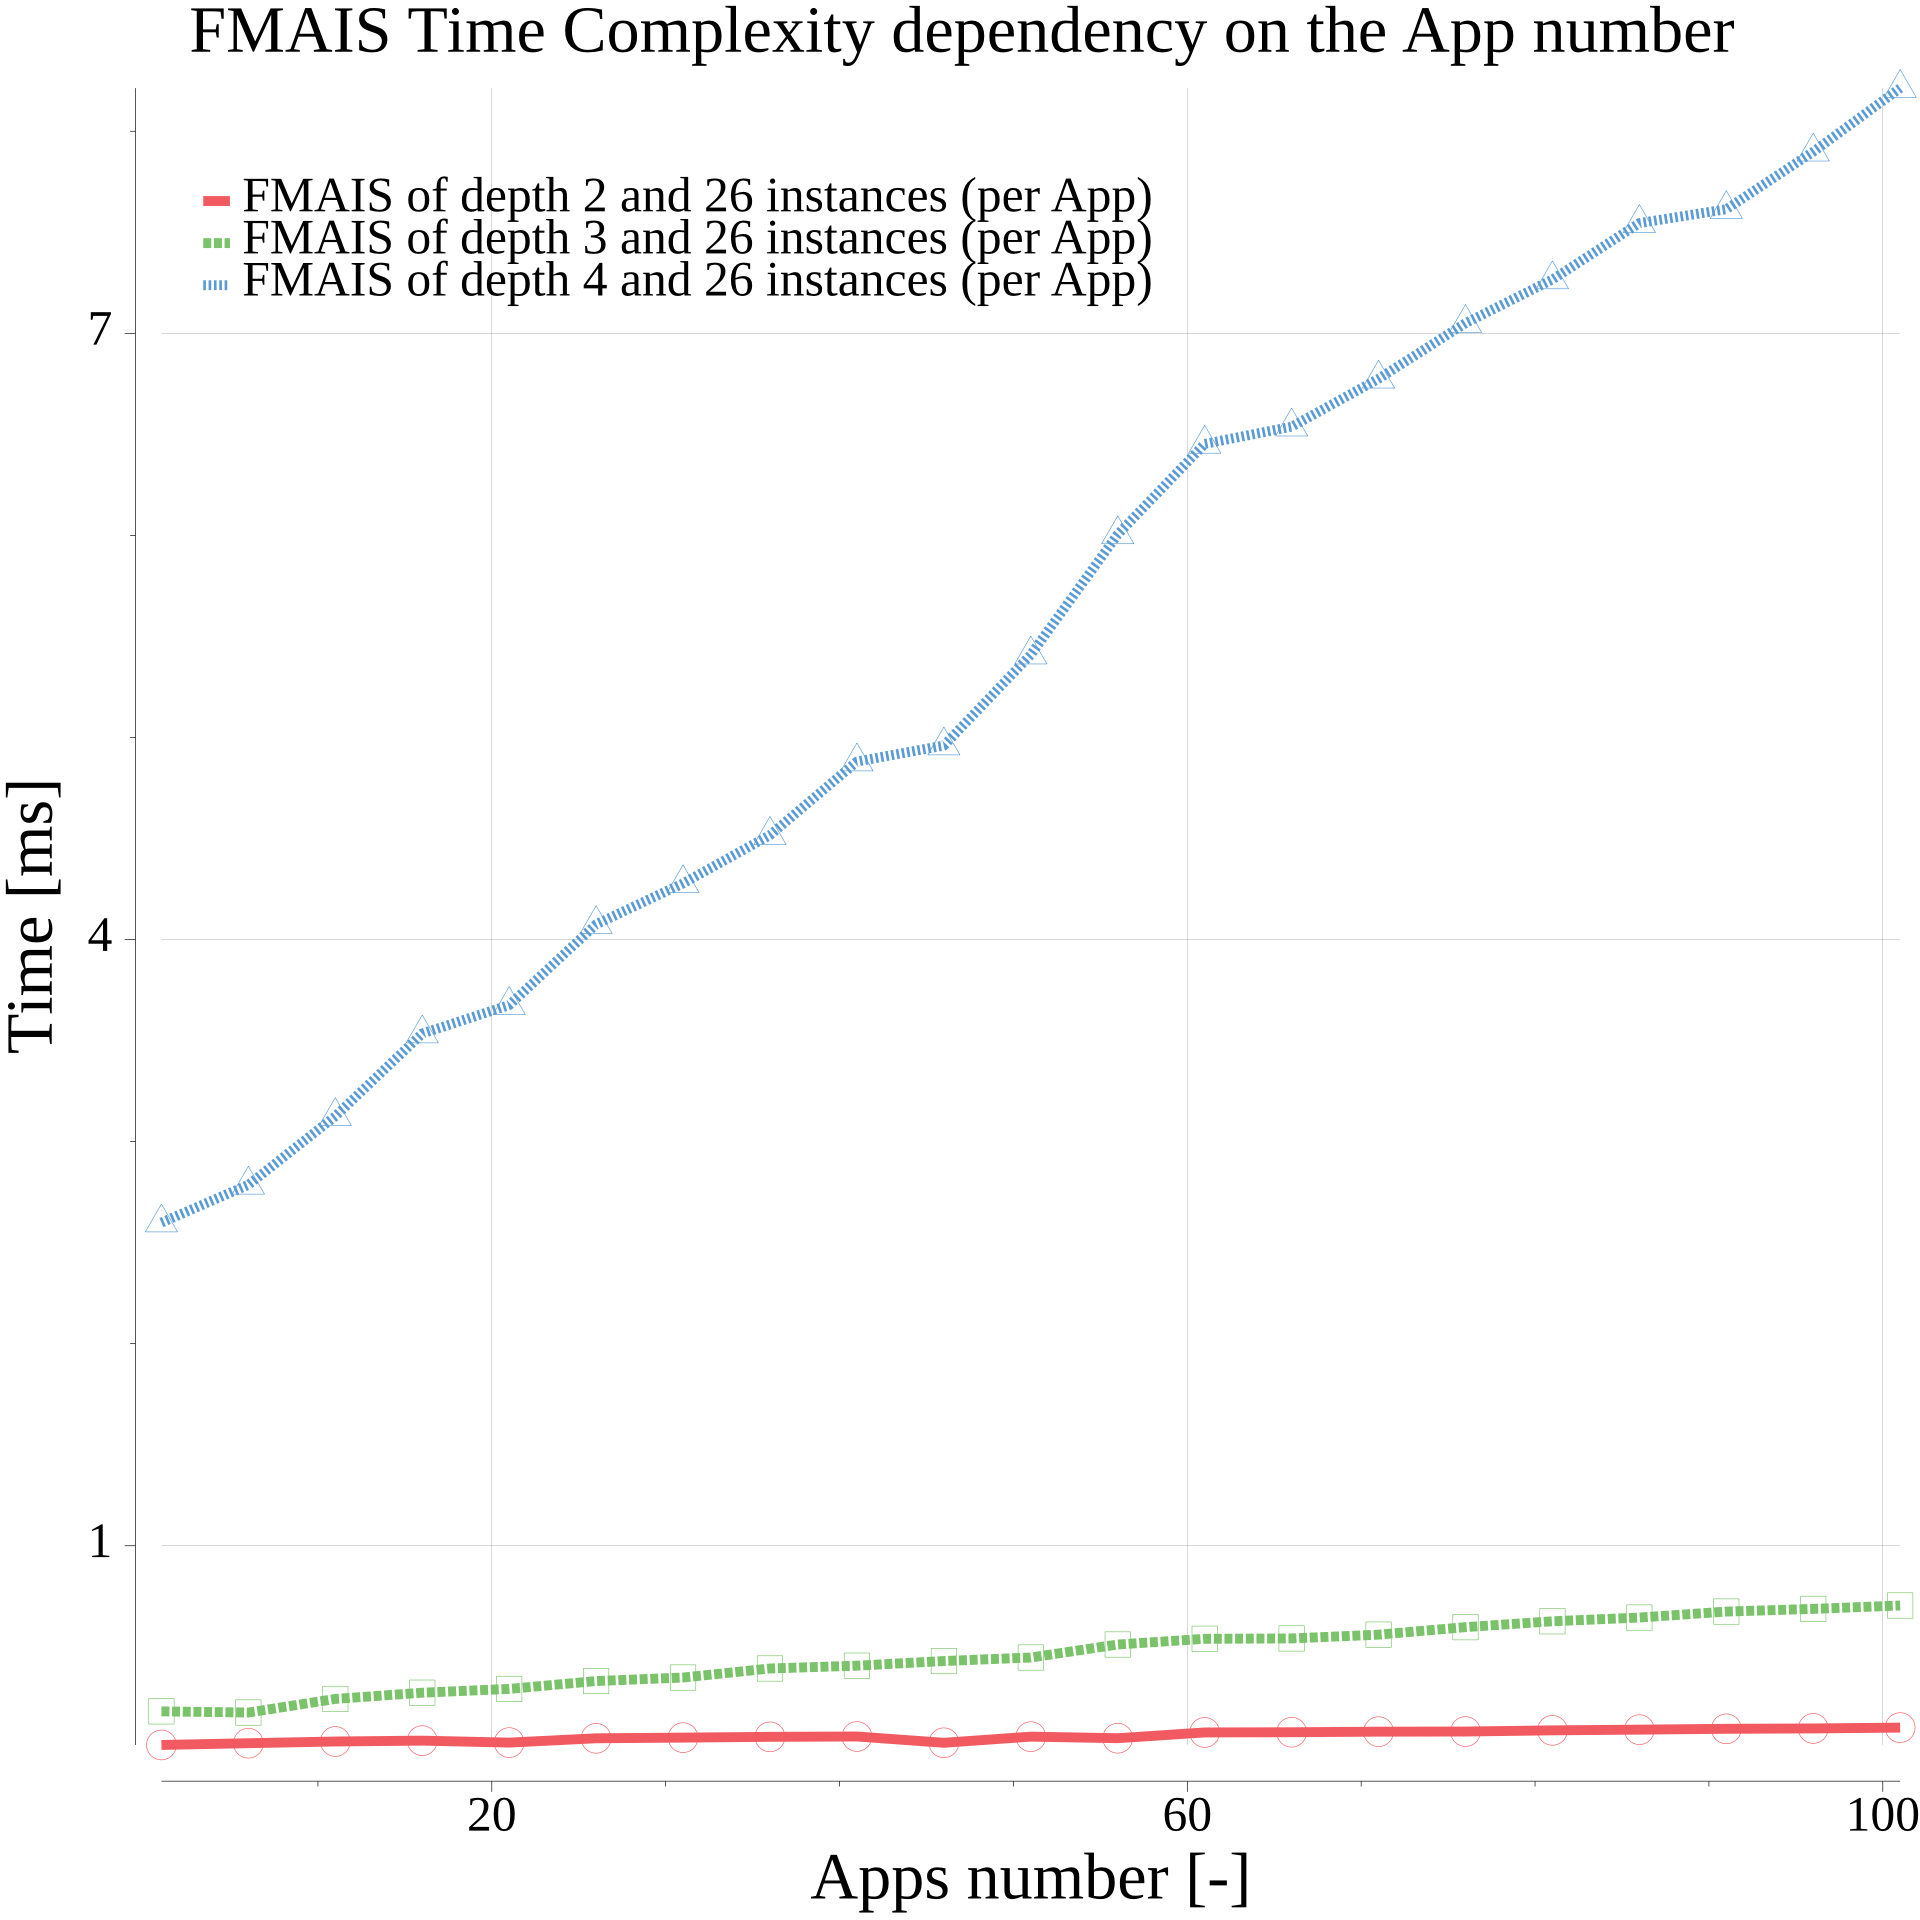 FMAIS Time Complexity dependency on the App number
FMAIS of depth 2 and 26 instances (per App)
FMAIS of depth 3 and 26 instances (per App)
FMAIS of depth 4 and 26 instances (per App)
7
4
1
Time [ms]
20
60
100
Apps number [-]